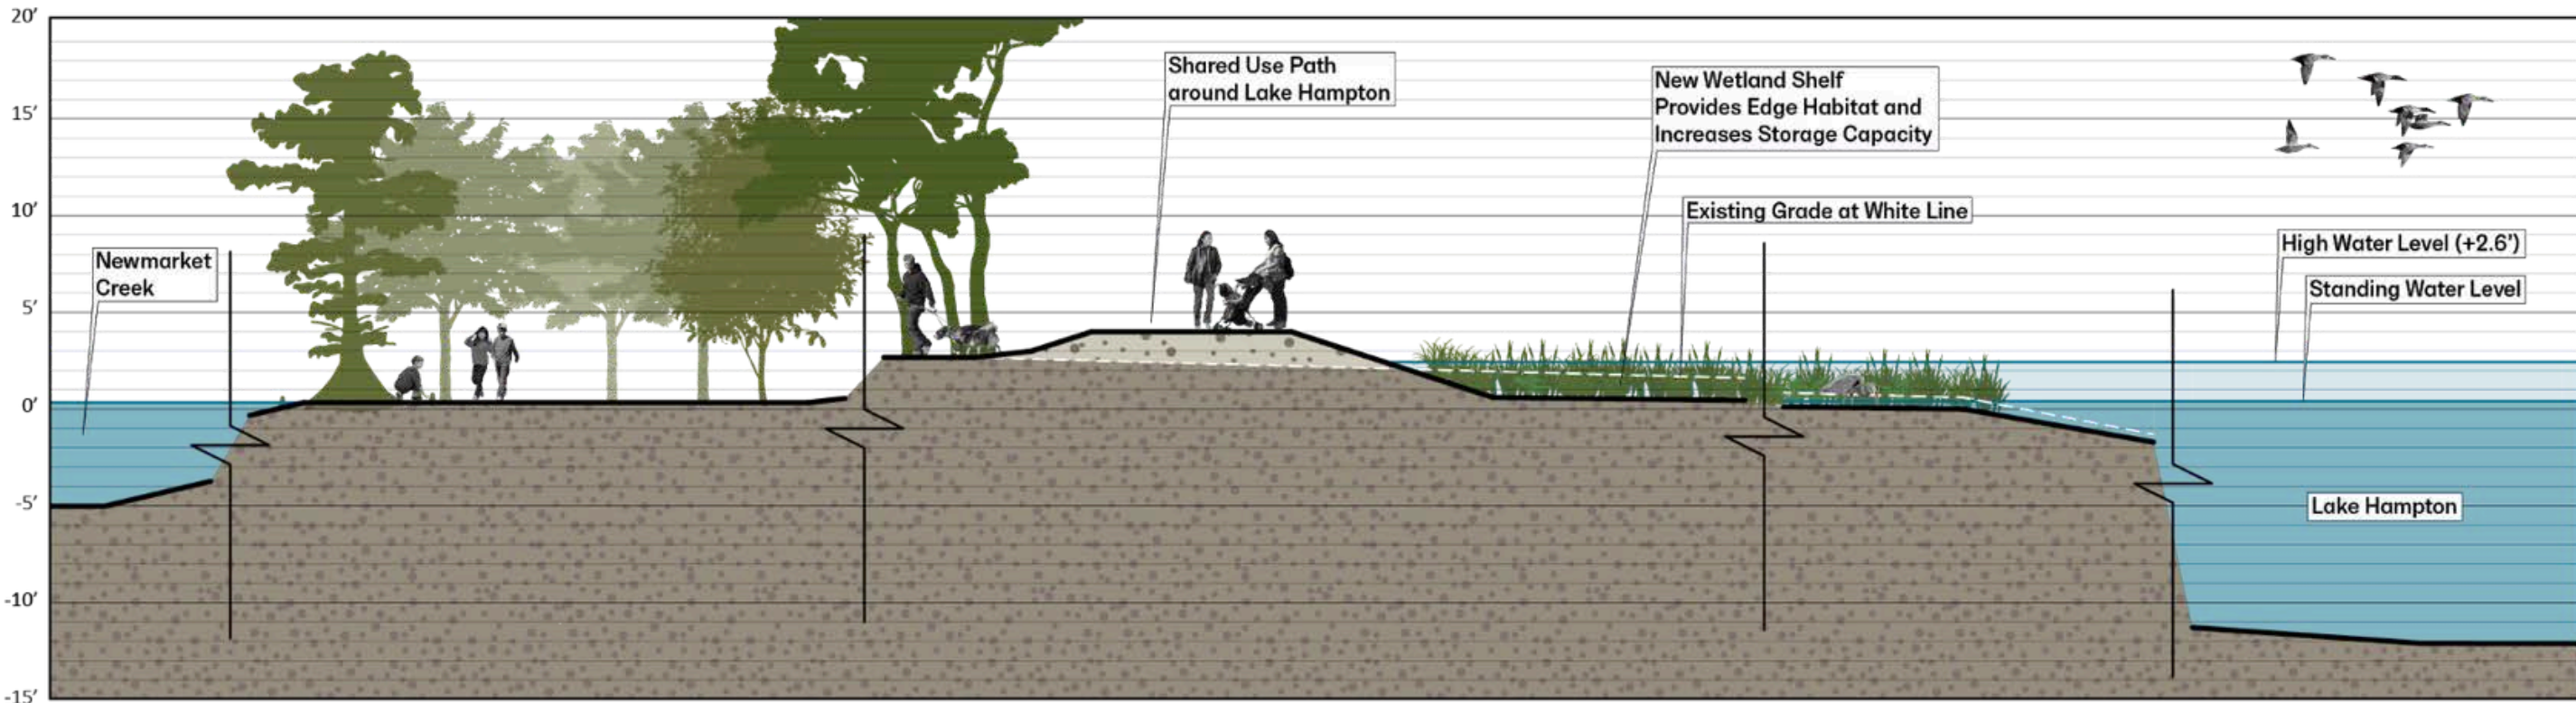 20’
15’
10’
5’
0’
-5’
-10’
-15’
Newmarket
Creek
Shared Use Path
around Lake Hampton
New Wetland Shelf
Provides Edge Habitat and
Increases Storage Capacity
Existing Grade at White Line
High Water Level (+2.6’)
Standing Water Level
Lake Hampton